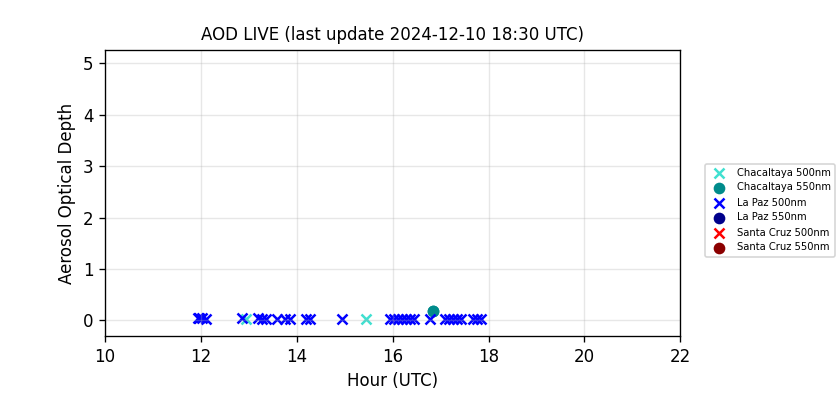 AOD LIVE (last update 2024-12-10 18:30 UTC)
Aerosol Optical Depth
5
4
3
2
1
0
10 12 14 16 18 20 22
Hour (UTC)
Chacaltaya 500nm
Chacaltaya 550nm
La Paz 500nm
La Paz 550nm
Santa Cruz 500nm
Santa Cruz 550nm